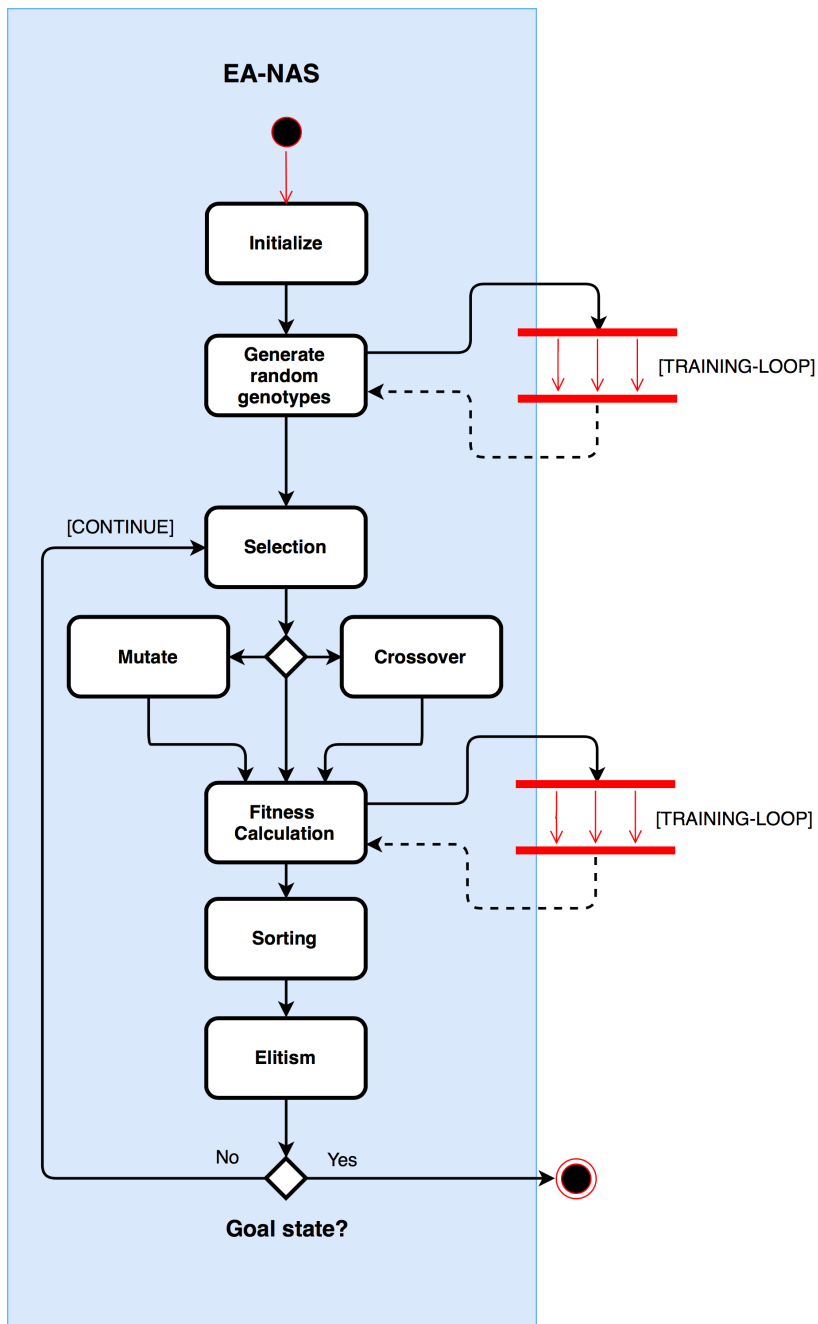 EA-NAS
Initialize
Generate
random
genotypes
[TRAINING-LOOP]
[CONTINUE]
Selection
Mutate
Crossover
Fitness
Calculation
[TRAINING-LOOP]
Sorting
Elitism
No
Yes
Goal state?